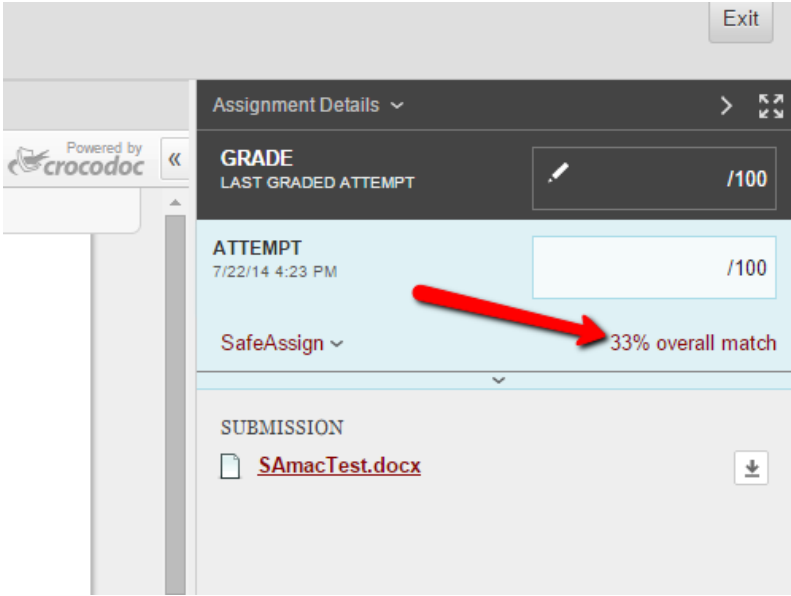 Exit
Assignment Details
Powered by
crocodoc
GRADE
LAST GRADED ATTEMPT
/100
ATTEMPT
7/22/14 4:23 PM
/100
SafeAssign
33% overall match
SUBMISSION
SAmacTest.docx